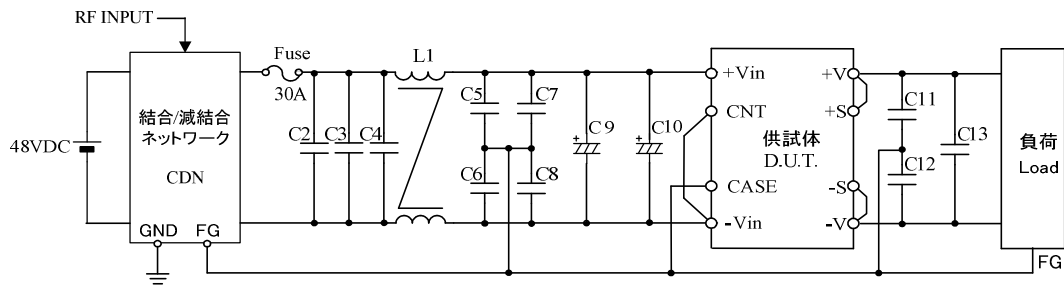 RF INPUT
Fuse
30A
L1
48VDC
結合/減結合
ネットワーク
CDN
GND
FG
C2
C3
C4
C5
C7
C6
C8
+
C9
+
C10
+Vin
CNT
CASE
-Vin
供試体
D.U.T.
+V
+S
-S
-V
C11
C12
C13
負荷
Load
FG